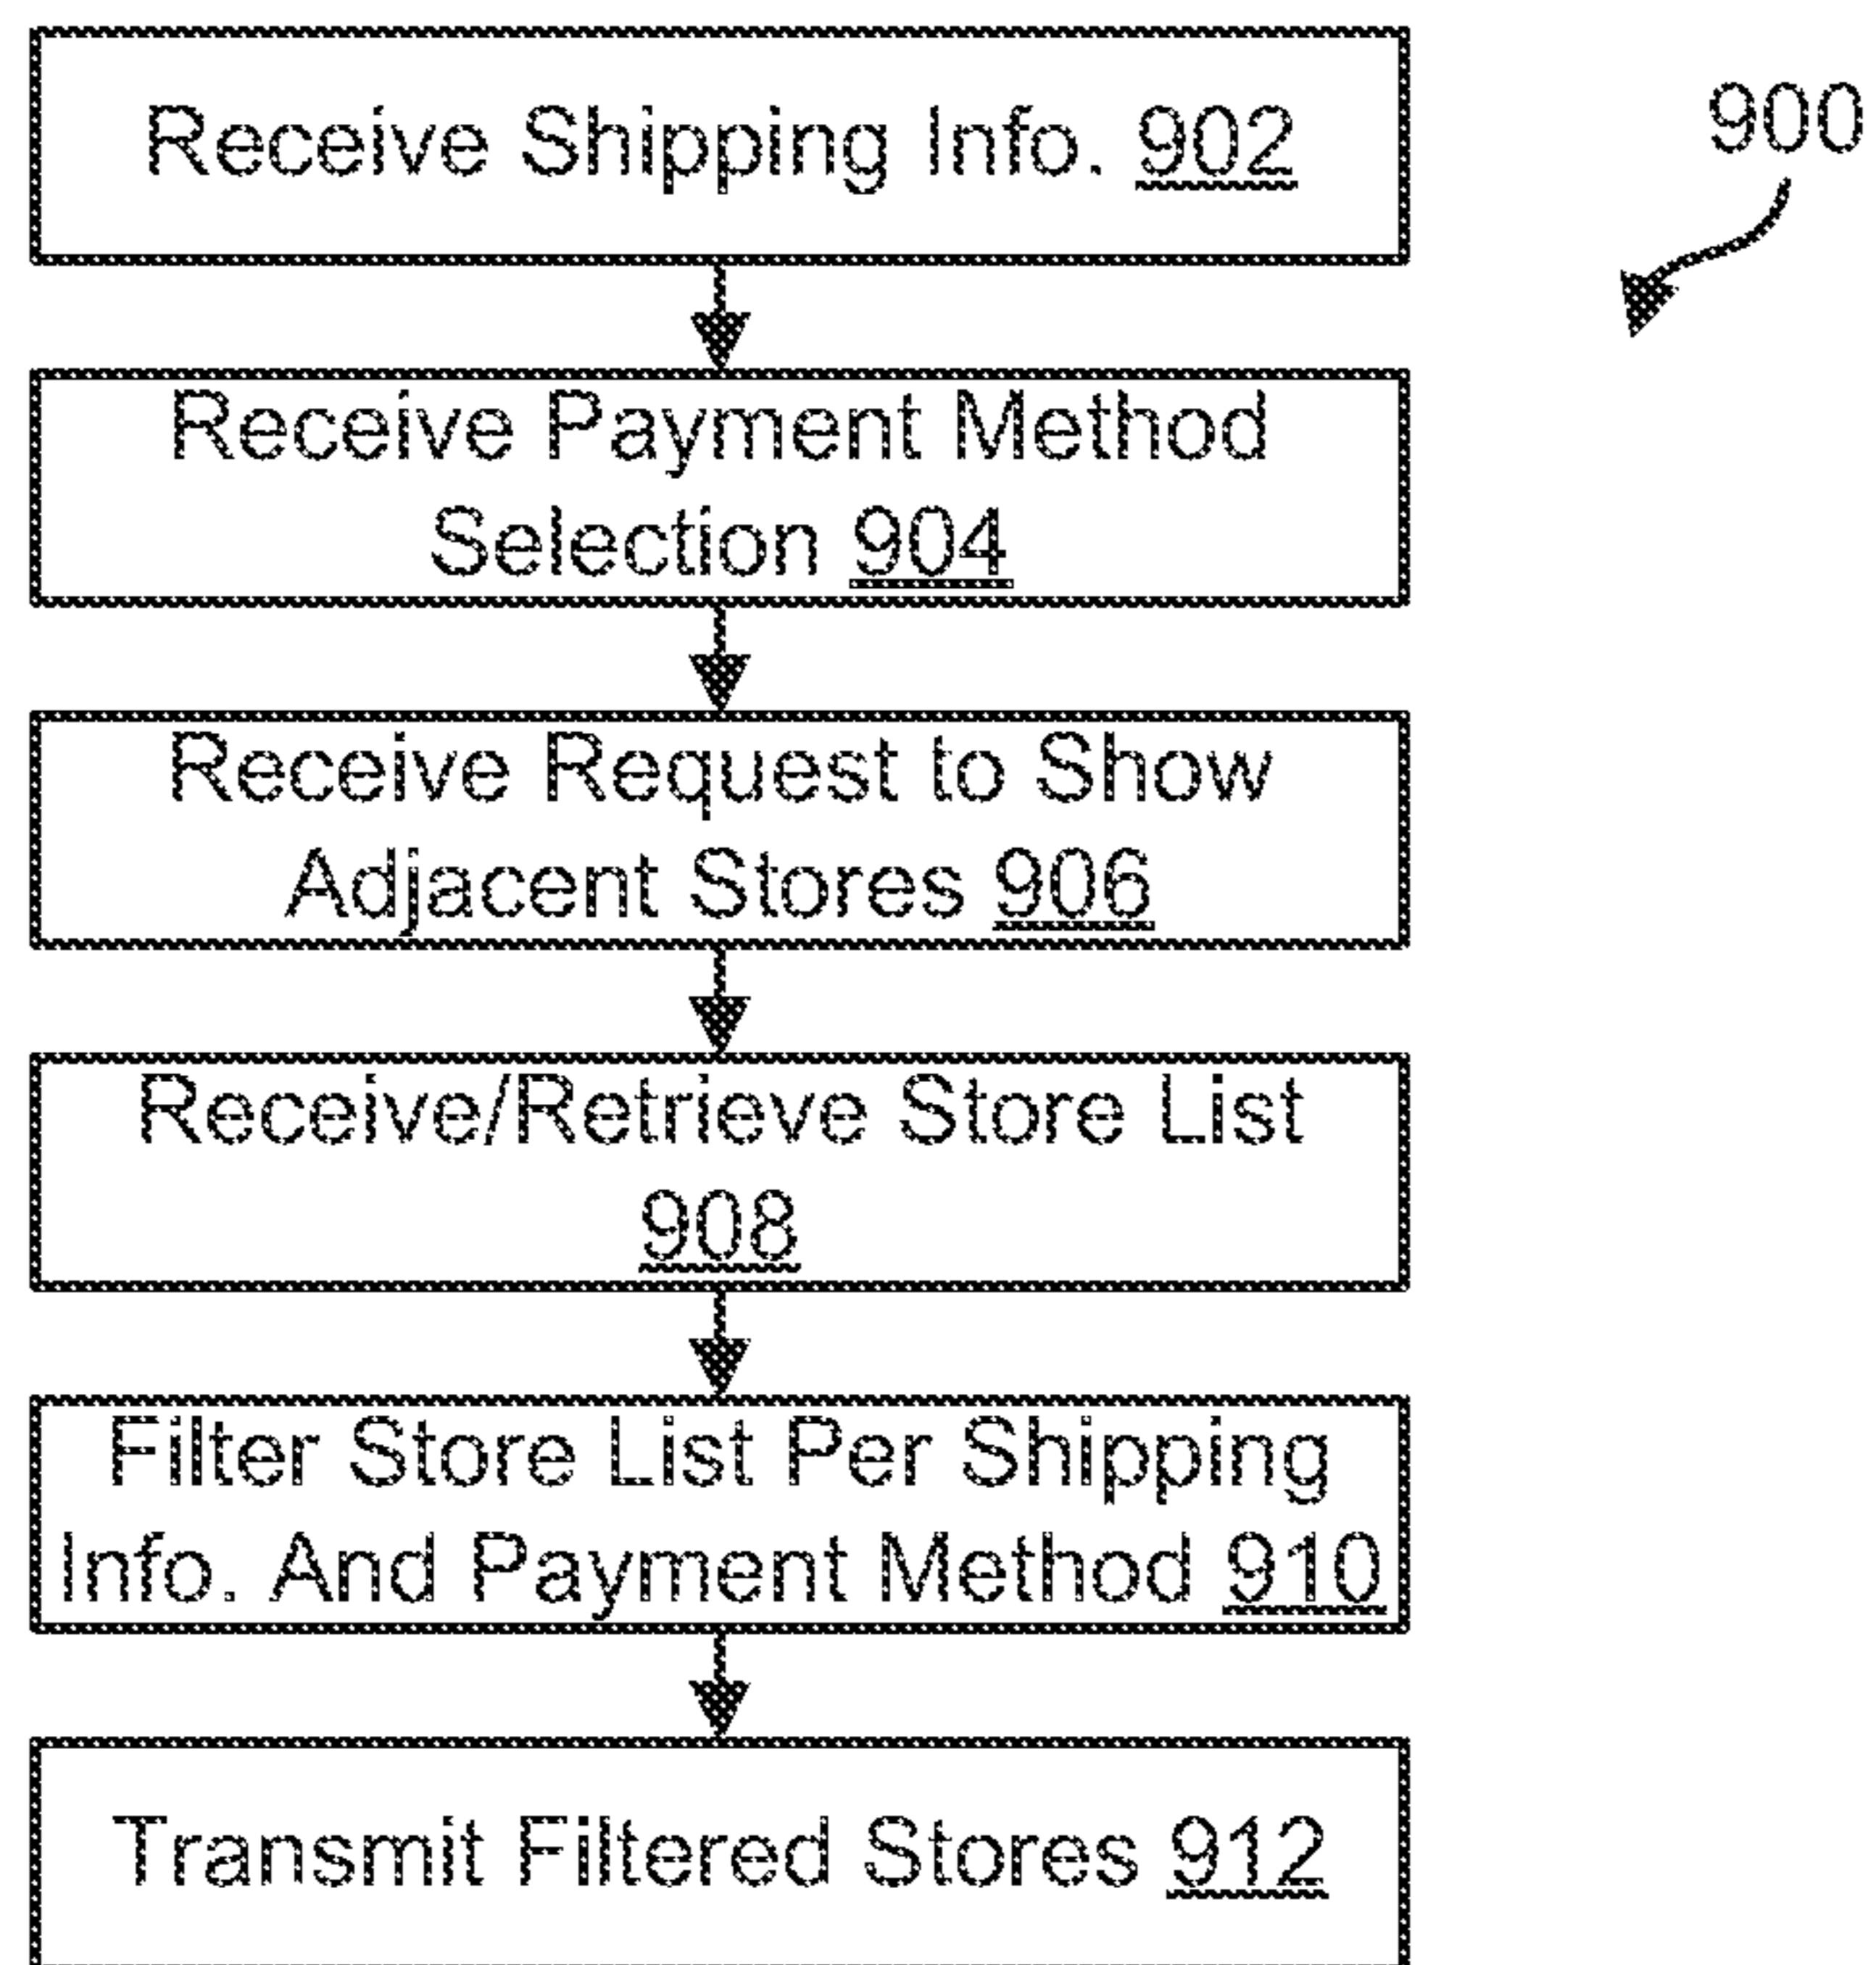 Receive Shipping Info. 902
900
Receive Payment Method
Selection 904
Receive Request to Show
Adjacent Stores 906
Receive/Retrieve Store List
908
Filter Store List Per Shipping
Info. And Payment Method 910
Transmit Filtered Stores 912